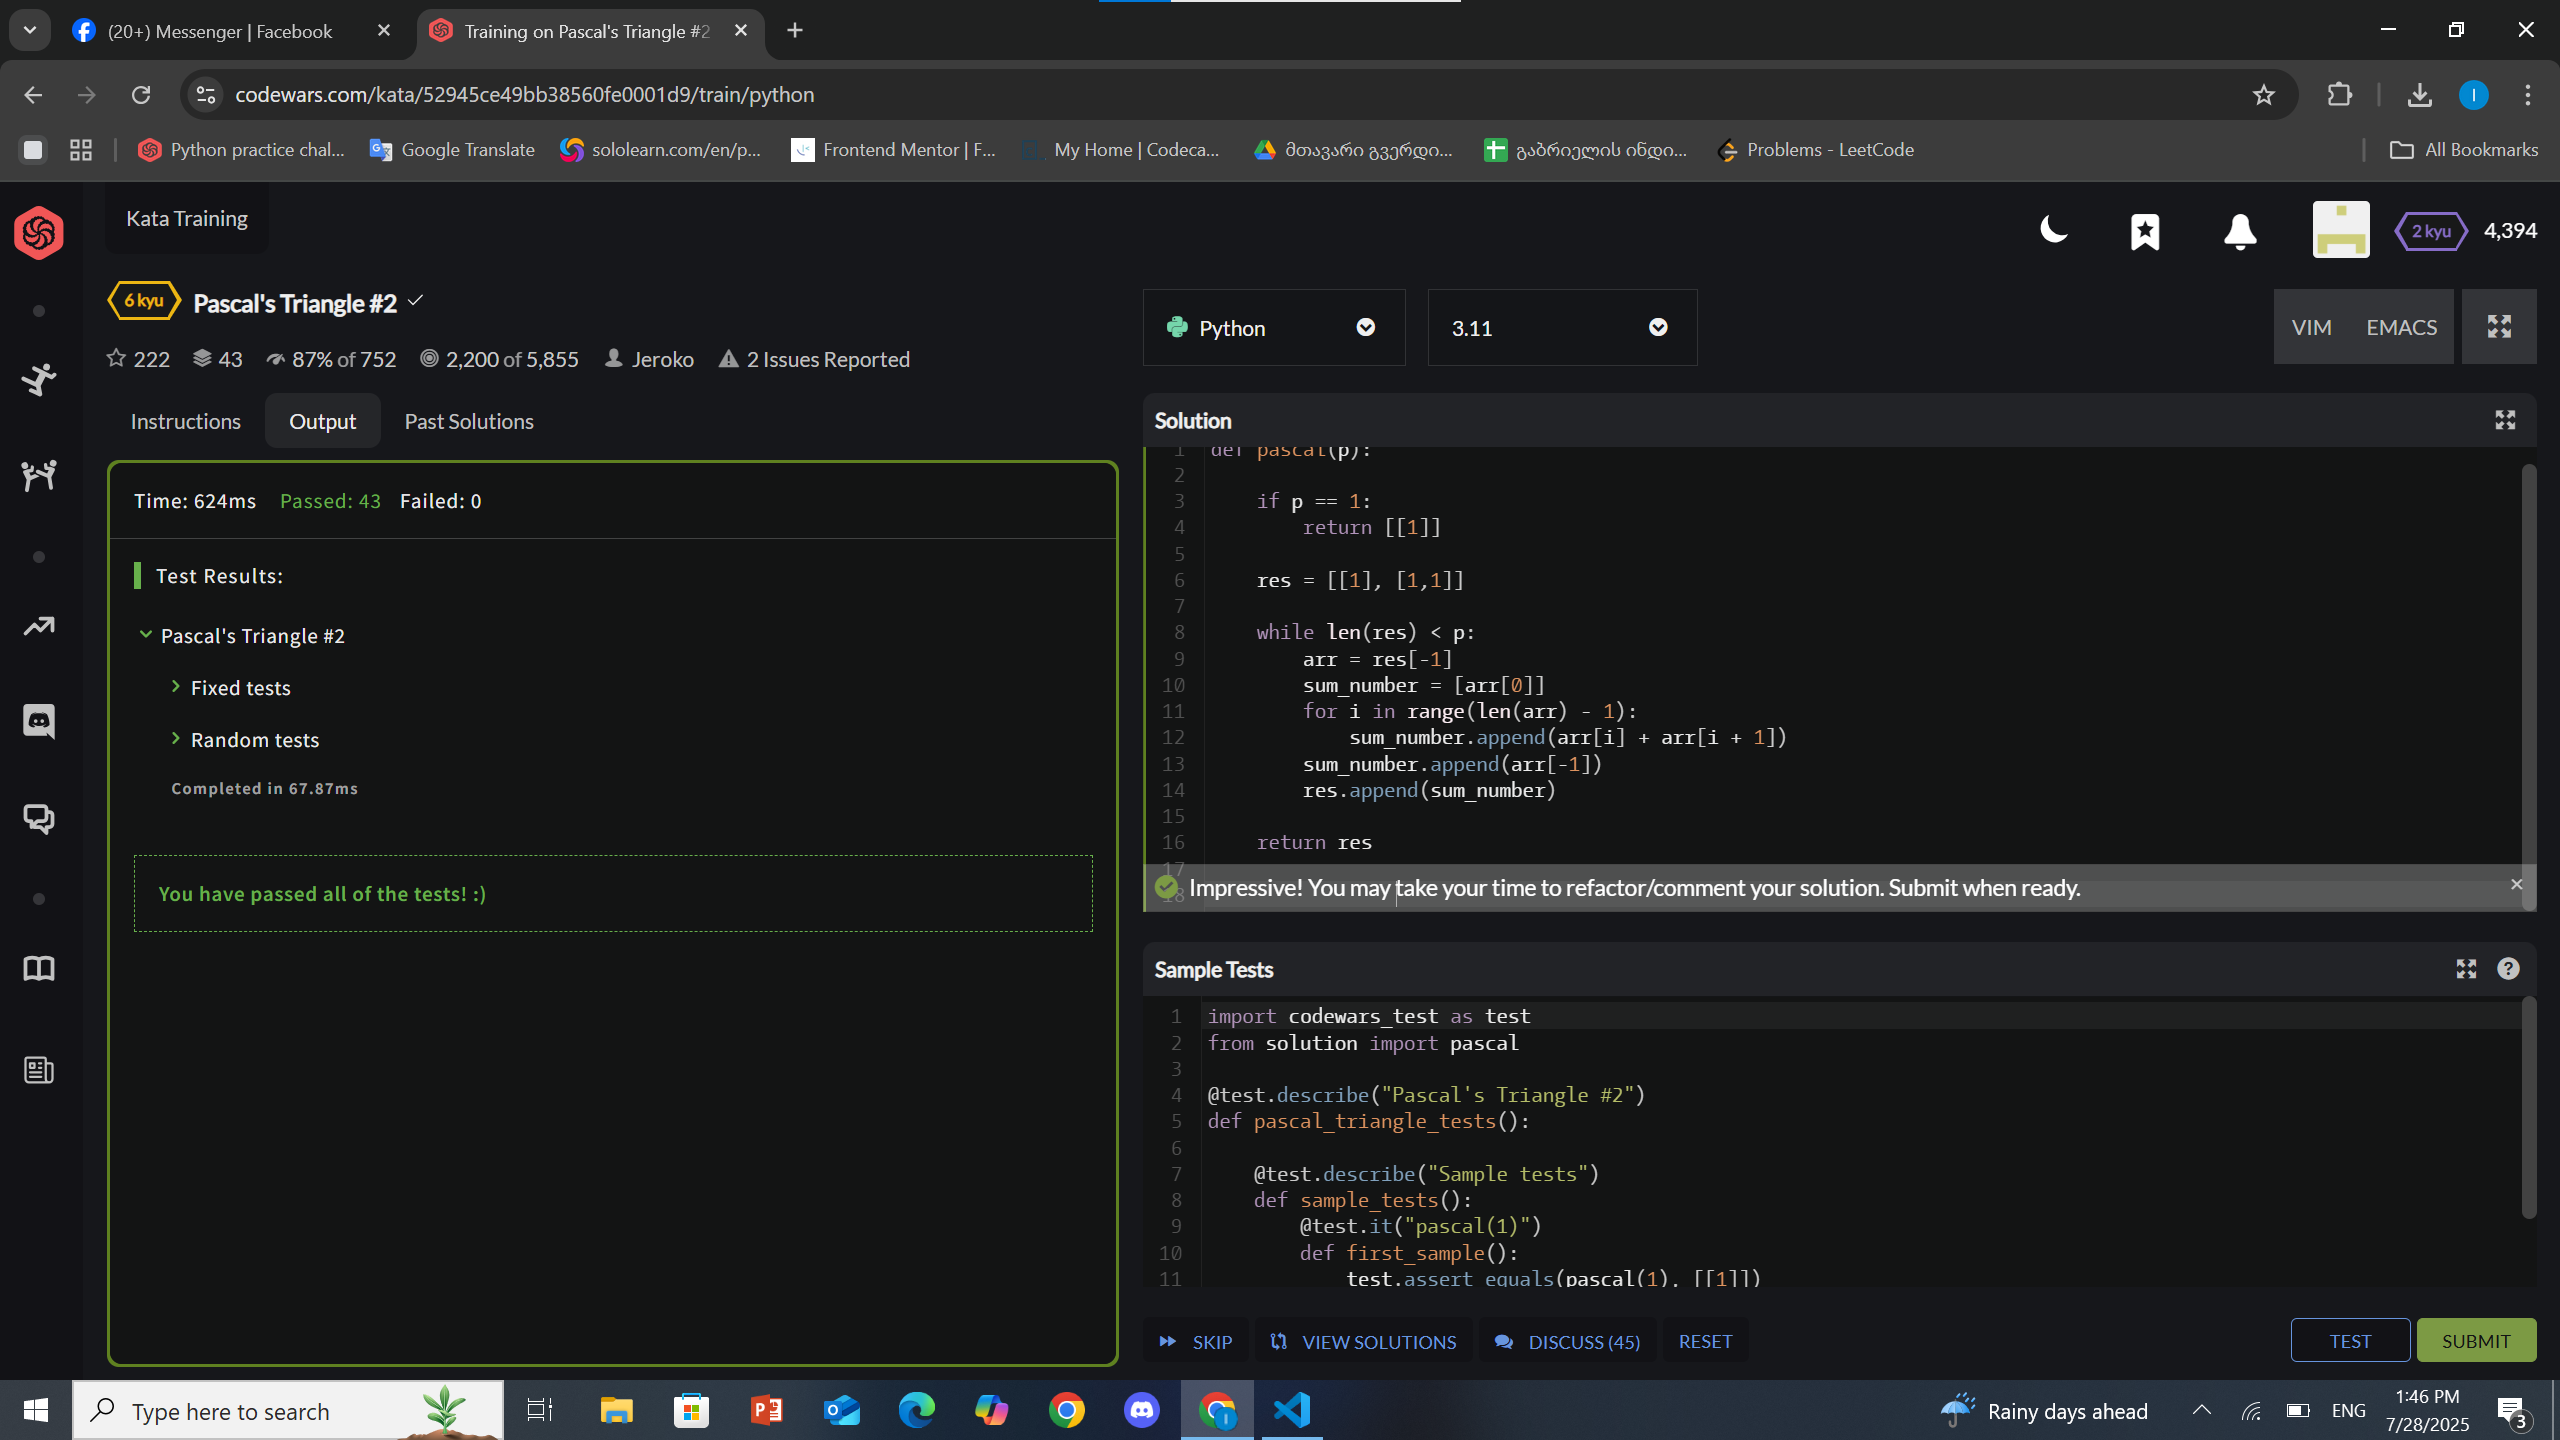 (20+) Messenger | Facebook
Training on Pascal's Triangle #2
codewars.com/kata/52945ce49bb38560fe0001d9/train/python
Python practice chal...
Google Translate
sololearn.com/en/p...
Frontend Mentor | F...
My Home | Codeca...
მთავარი გვერდი...
გაბრიელის ინდი...
Problems - LeetCode
All Bookmarks
Kata Training
2 kyu
4,394
6 kyu
Pascal's Triangle #2
222
43
87% of 752
2,200 of 5,855
Jeroko
2 Issues Reported
Python
3.11
VIM
EMACS
Instructions
Output
Past Solutions
Time: 624ms Passed: 43 Failed: 0
Test Results:
Pascal's Triangle #2
Fixed tests
Random tests
Completed in 67.87ms
You have passed all of the tests! :)
Solution
1 def pascal(p):
2
3     if p == 1:
4         return [[1]]
5
6     res = [[1], [1,1]]
7
8     while len(res) < p:
9         arr = res[-1]
10         sum_number = [arr[0]]
11         for i in range(len(arr) - 1):
12             sum_number.append(arr[i] + arr[i + 1])
13         sum_number.append(arr[-1])
14         res.append(sum_number)
15
16     return res
17
18
Impressive! You may take your time to refactor/comment your solution. Submit when ready.
Sample Tests
1 import codewars_test as test
2 from solution import pascal
3
4 @test.describe("Pascal's Triangle #2")
5 def pascal_triangle_tests():
6
7     @test.describe("Sample tests")
8     def sample_tests():
9         @test.it("pascal(1)")
10         def first_sample():
11             test.assert_equals(pascal(1), [[1]])
SKIP
VIEW SOLUTIONS
DISCUSS (45)
RESET
TEST
SUBMIT
Type here to search
Rainy days ahead
ENG
1:46 PM
7/28/2025
3